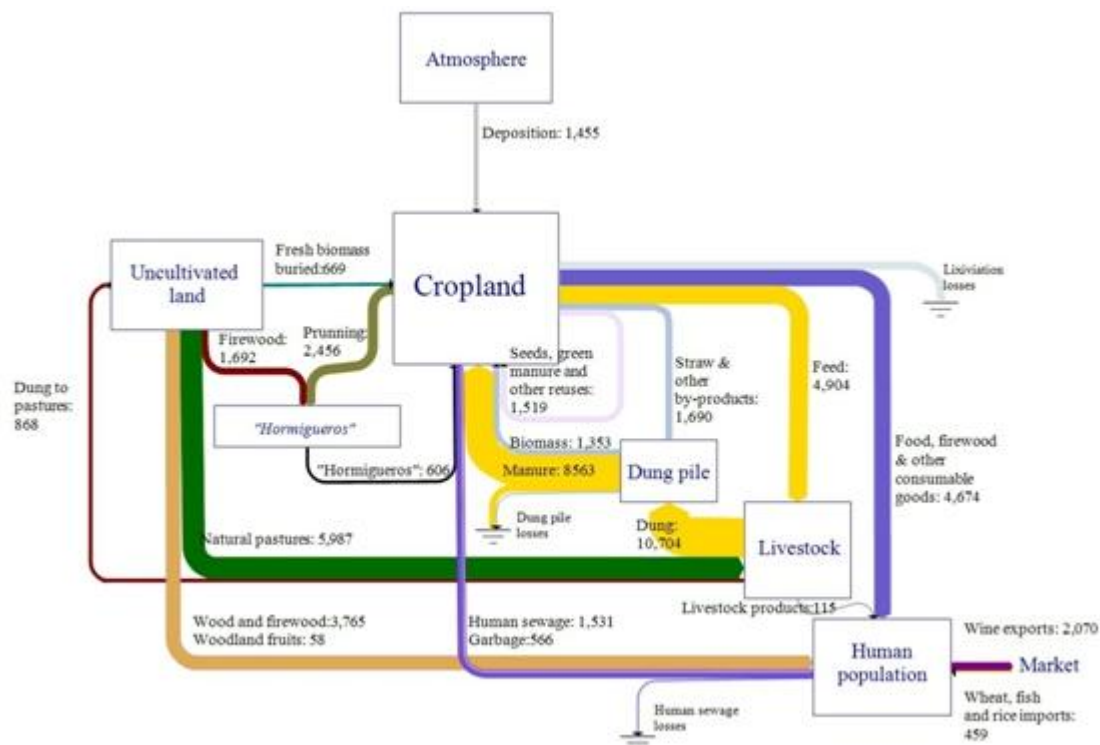 Atmosphere
Deposition: 1,455
Fresh biomass
buried:669
Uncultivated
land
Cropland
Lixiviation
losses
Firewood:
1,692
Prunning:
2,456
Seeds, green
manure and
other reuses:
1,519
Straw &
other
by-products:
1,690
Feed:
4,904
Dung to
pastures:
868
"Hormigueros"
"Hormigueros": 606
Biomass: 1,353
Manure: 8563
Dung pile
Food, firewood
& other
consumable
goods: 4,674
Dung pile
losses
Dung:
10,704
Livestock
Natural pastures: 5,987
Livestock products:115
Wood and firewood:3,765
Woodland fruits: 58
Human sewage: 1,531
Garbage:566
Human
population
Wine exports: 2,070
Market
Wheat, fish
and rice imports:
459
Human sewage
losses